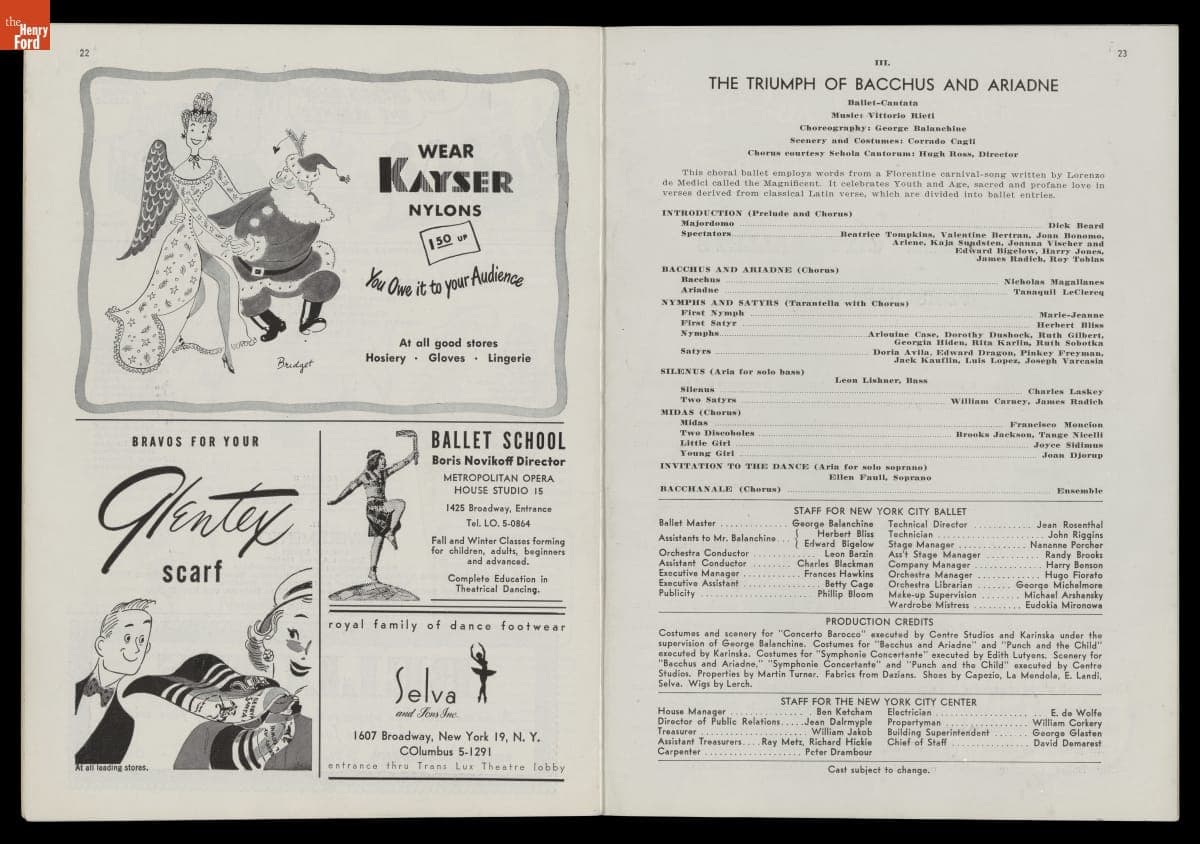 the
Henry
Ford
22
WEAR
KAYSER
NYLONS
1 50 UP
You Owe it to your Audience
At all good stores
Hosiery · Gloves · Lingerie
Bridget
BRAVOS FOR YOUR
Glentex
scarf
At all leading stores.
BALLET SCHOOL
Boris Novikoff Director
METROPOLITAN OPERA
HOUSE STUDIO 15
1425 Broadway, Entrance
Tel. LO. 5-0864
Fall and Winter Classes forming
for children, adults, beginners
and advanced.
Complete Education in
Theatrical Dancing.
royal family of dance footwear
Selva
and Sons Inc.
1607 Broadway, New York 19, N. Y.
COlumbus 5-1291
entrance thru Trans Lux Theatre lobby
23
III.
THE TRIUMPH OF BACCHUS AND ARIADNE
Ballet-Cantata
Music: Vittorio Rieti
Choreography: George Balanchine
Scenery and Costumes: Corrado Cagli
Chorus courtesy Schola Cantorum: Hugh Ross, Director
This choral ballet employs words from a Florentine carnival-song written by Lorenzo
de Medici called the Magnificent. It celebrates Youth and Age, sacred and profane love in
verses derived from classical Latin verse, which are divided into ballet entries.
INTRODUCTION (Prelude and Chorus)
Majordomo Dick Beard
Spectators Beatrice Tompkins, Valentine Bertran, Joan Bonomo,
Arlene, Kaja Sundsten, Joanna Vischer and
Edward Bigelow, Harry Jones,
James Radich, Roy Tobias
BACCHUS AND ARIADNE (Chorus)
Bacchus Nicholas Magallanes
Ariadne Tanaquil LeClercq
NYMPHS AND SATYRS (Tarantella with Chorus)
First Nymph Marie-Jeanne
First Satyr Herbert Bliss
Nymphs Arlouine Case, Dorothy Dushock, Ruth Gilbert,
Georgia Hiden, Rita Karlin, Ruth Sobotka
Satyrs Doria Avila, Edward Dragon, Pinkey Freyman,
Jack Kauflin, Luis Lopez, Joseph Varcasia
SILENUS (Aria for solo bass)
Leon Lishner, Bass
Silenus Charles Laskey
Two Satyrs William Carney, James Radich
MIDAS (Chorus)
Midas Francisco Moncion
Two Discoboles Brooks Jackson, Tange Nicelli
Little Girl Joyce Sidimus
Young Girl Joan Djorup
INVITATION TO THE DANCE (Aria for solo soprano)
Ellen Faull, Soprano
BACCHANALE (Chorus) Ensemble
STAFF FOR NEW YORK CITY BALLET
Ballet Master George Balanchine
Assistants to Mr. Balanchine { Herbert Bliss
{ Edward Bigelow
Orchestra Conductor Leon Barzin
Assistant Conductor Charles Blackman
Executive Manager Frances Hawkins
Executive Assistant Betty Cage
Publicity Phillip Bloom
Technical Director Jean Rosenthal
Technician John Riggins
Stage Manager Nananne Porcher
Ass't Stage Manager Randy Brooks
Company Manager Harry Benson
Orchestra Manager Hugo Fiorato
Orchestra Librarian George Michelmore
Make-up Supervision Michael Arshansky
Wardrobe Mistress Eudokia Mironowa
PRODUCTION CREDITS
Costumes and scenery for "Concerto Barocco" executed by Centre Studios and Karinska under the
supervision of George Balanchine. Costumes for "Bacchus and Ariadne" and "Punch and the Child"
executed by Karinska. Costumes for "Symphonie Concertante" executed by Edith Lutyens. Scenery for
"Bacchus and Ariadne," "Symphonie Concertante" and "Punch and the Child" executed by Centre
Studios. Properties by Martin Turner. Fabrics from Dazians. Shoes by Capezio, La Mendola, E. Landi,
Selva. Wigs by Lerch.
STAFF FOR THE NEW YORK CITY CENTER
House Manager Ben Ketcham
Director of Public Relations Jean Dalrmyple
Treasurer William Jakob
Assistant Treasurers Ray Metz, Richard Hickle
Carpenter Peter Drambour
Electrician E. de Wolfe
Propertyman William Corkery
Building Superintendent George Glasten
Chief of Staff David Demarest
Cast subject to change.